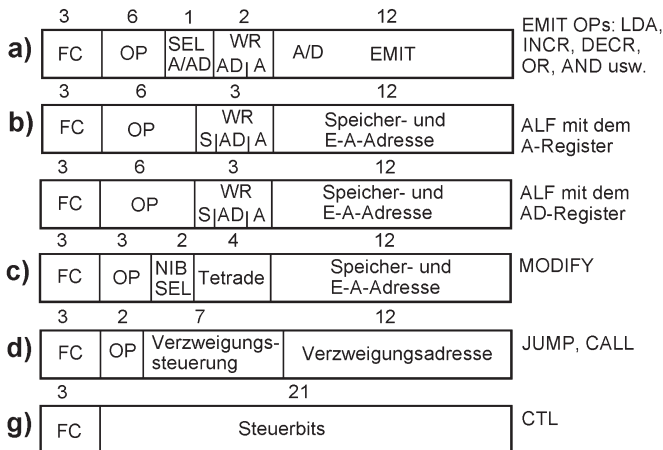 3 6 1 2 12
a) FC OP SEL A/AD WR AD A A/D EMIT
EMIT OPs: LDA,
INCR, DECR,
OR, AND usw.
3 6 3 12
b) FC OP WR S AD A Speicher- und
E-A-Adresse
ALF mit dem
A-Register
3 6 3 12
FC OP WR S AD A Speicher- und
E-A-Adresse
ALF mit dem
AD-Register
3 3 2 4 12
c) FC OP NIB SEL Tetrade Speicher- und
E-A-Adresse
MODIFY
3 2 7 12
d) FC OP Verzweigungs-
steuerung
Verzweigungsadresse
JUMP, CALL
3 21
g) FC Steuerbits
CTL